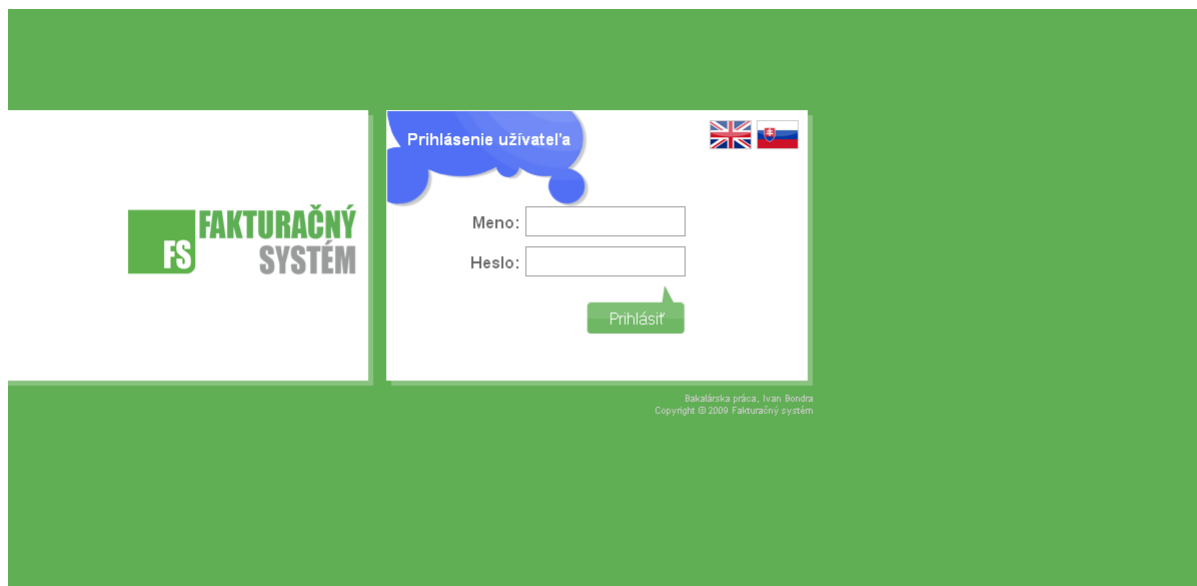 FS
FAKTURAČNÝ
SYSTÉM
Prihlásenie užívateľa
Meno:
Heslo:
Prihlásiť
Bakalárska práca, Ivan Bondra
Copyright © 2009 Fakturačný systém